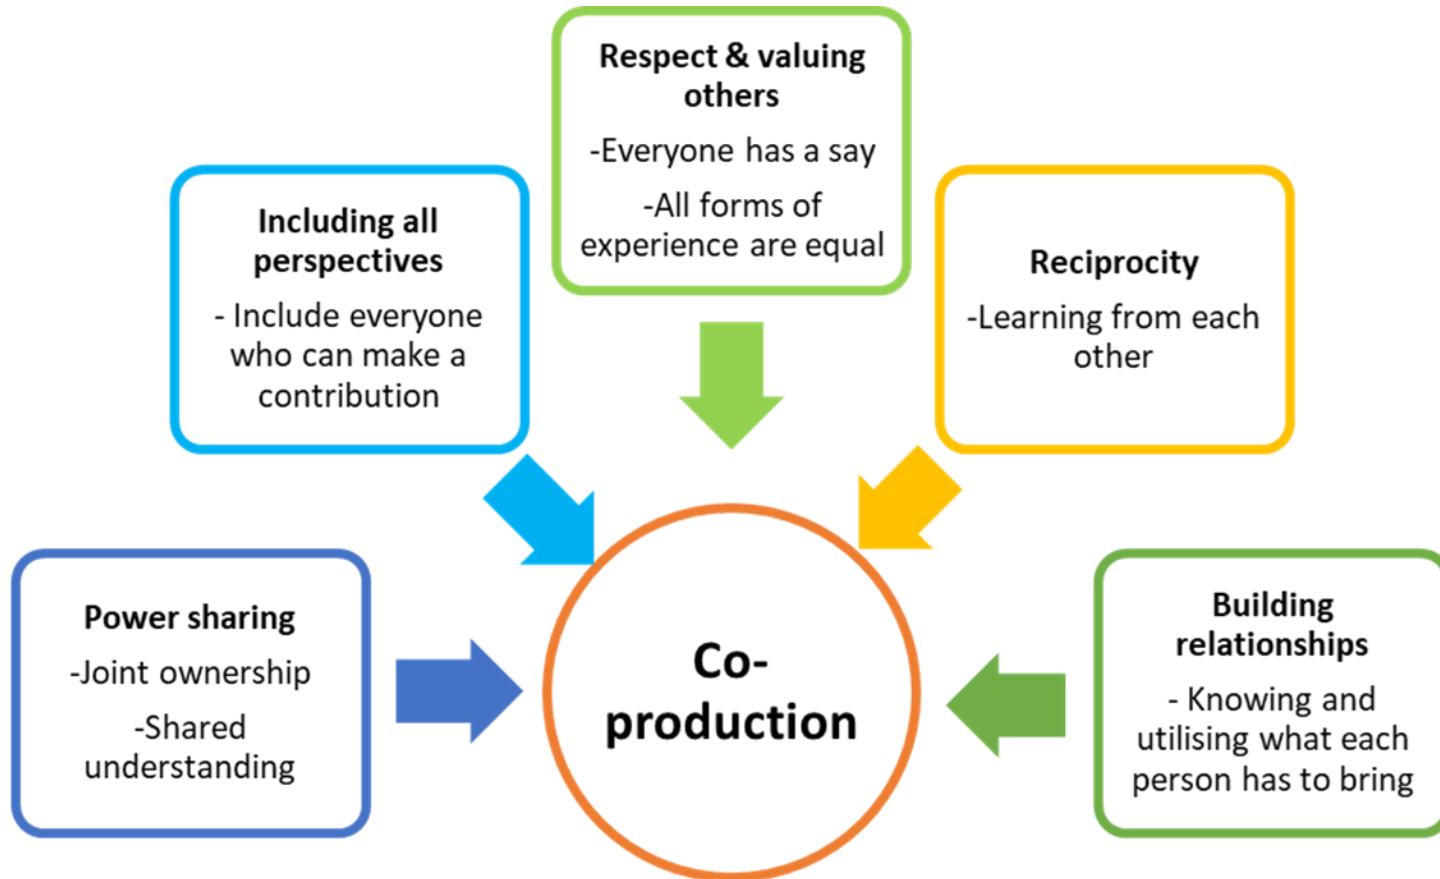 Respect & valuing
others
-Everyone has a say
-All forms of
experience are equal
Including all
perspectives
- Include everyone
who can make a
contribution
Reciprocity
-Learning from each
other
Power sharing
-Joint ownership
-Shared
understanding
Co-
production
Building
relationships
- Knowing and
utilising what each
person has to bring